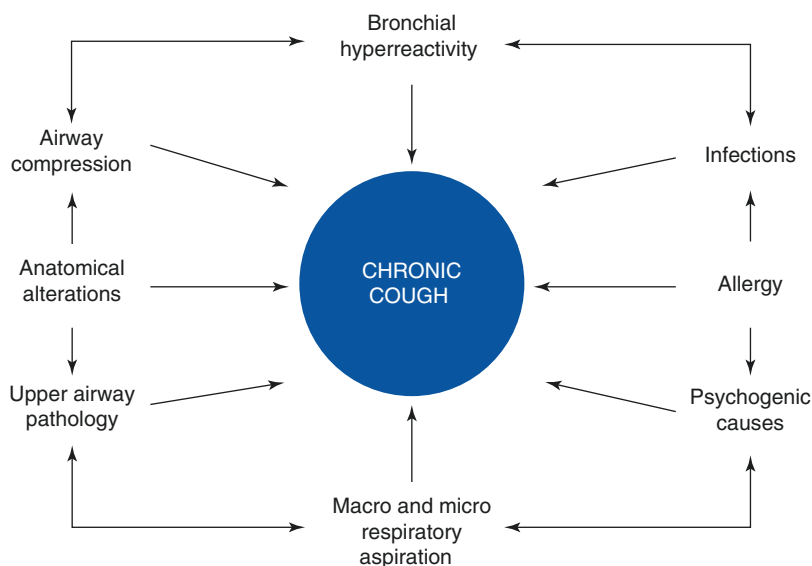 Bronchial
hyperreactivity
Airway
compression
Infections
Anatomical
alterations
CHRONIC
COUGH
Allergy
Upper airway
pathology
Psychogenic
causes
Macro and micro
respiratory
aspiration